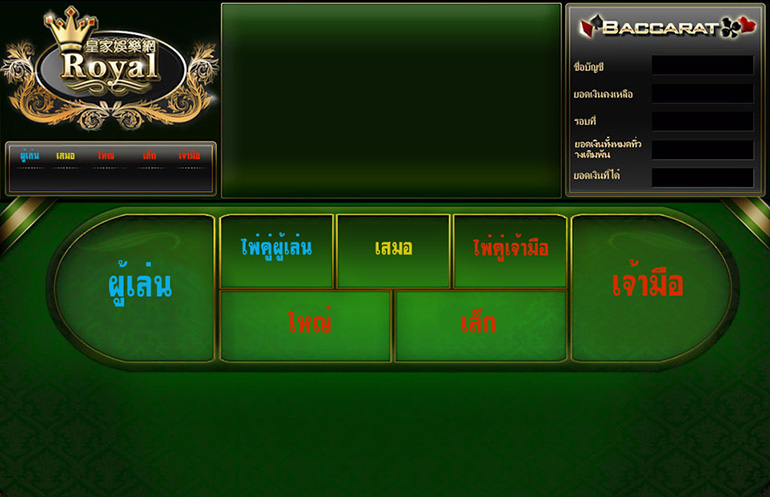 皇家娛樂網
Royal
BACCARAT
ชื่อบัญชี
ยอดเงินคงเหลือ
รอบที่
ยอดเงินทั้งหมดที่ว
างเดิมพัน
ยอดเงินที่ได้
ผู้เล่น เสมอ ใหญ่ เล็ก เจ้ามือ
ผู้เล่น
ไพ่คู่ผู้เล่น
เสมอ
ไพ่คู่เจ้ามือ
เจ้ามือ
ใหญ่
เล็ก